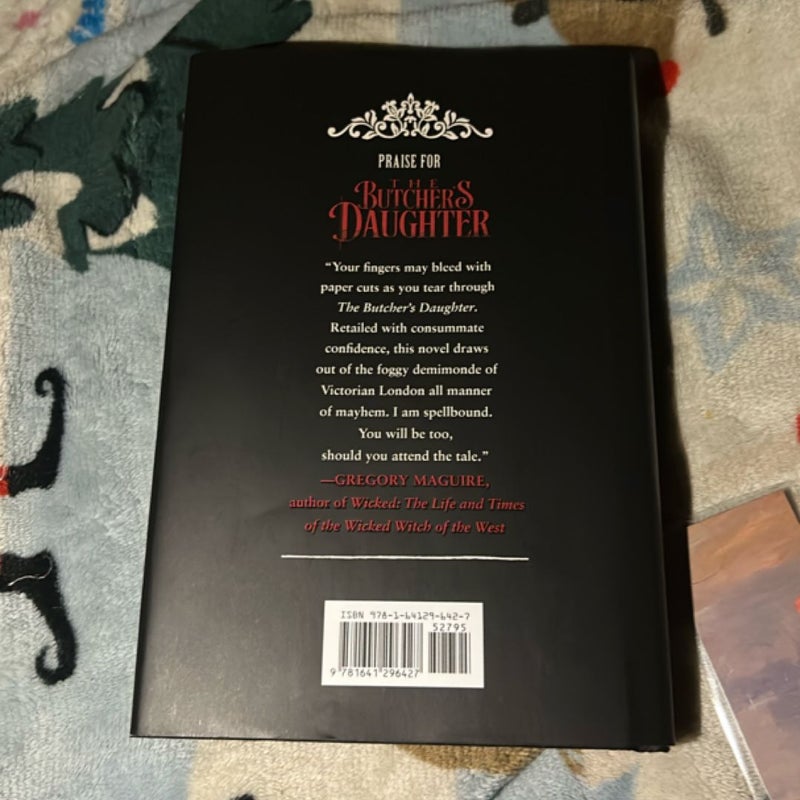 PRAISE FOR
THE
BUTCHER'S
DAUGHTER
“Your fingers may bleed with
paper cuts as you tear through
The Butcher’s Daughter.
Retailed with consummate
confidence, this novel draws
out of the foggy demimonde of
Victorian London all manner
of mayhem. I am spellbound.
You will be too,
should you attend the tale.”
—GREGORY MAGUIRE,
author of Wicked: The Life and Times
of the Wicked Witch of the West
ISBN 978-1-64129-642-7
52795
9 781641 296427